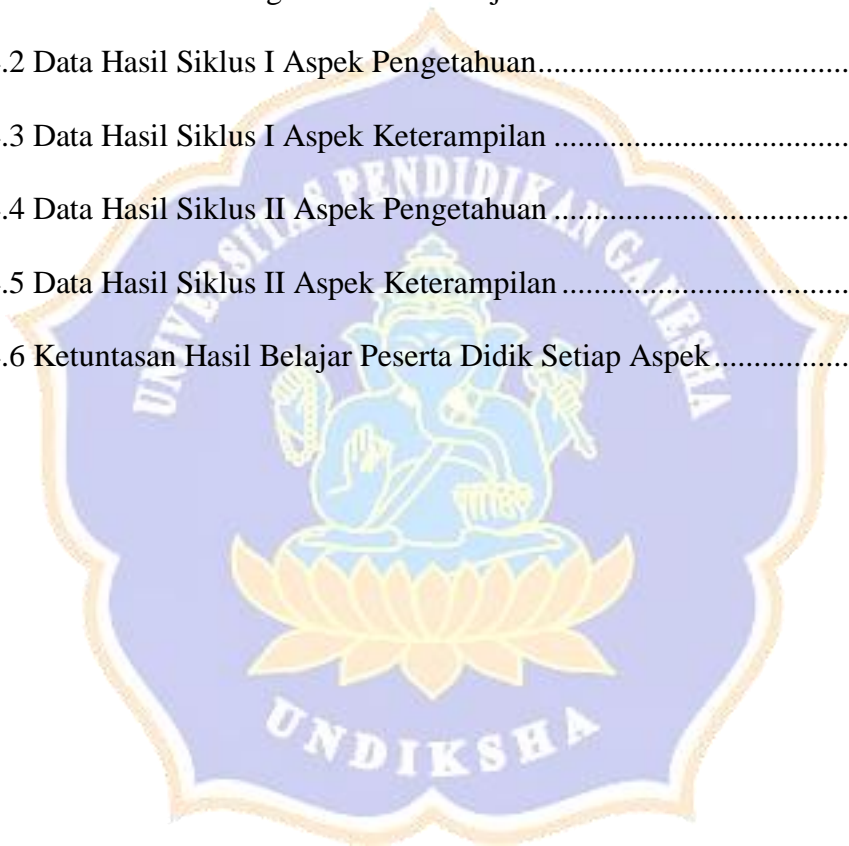 .2 Data Hasil Siklus I Aspek Pengetahuan.......................................
.3 Data Hasil Siklus I Aspek Keterampilan .....................................
.4 Data Hasil Siklus II Aspek Pengetahuan .....................................
.5 Data Hasil Siklus II Aspek Keterampilan ....................................
.6 Ketuntasan Hasil Belajar Peserta Didik Setiap Aspek.................
UNIVERSITAS PENDIDIKAN GANESHA
UNDIKSHA